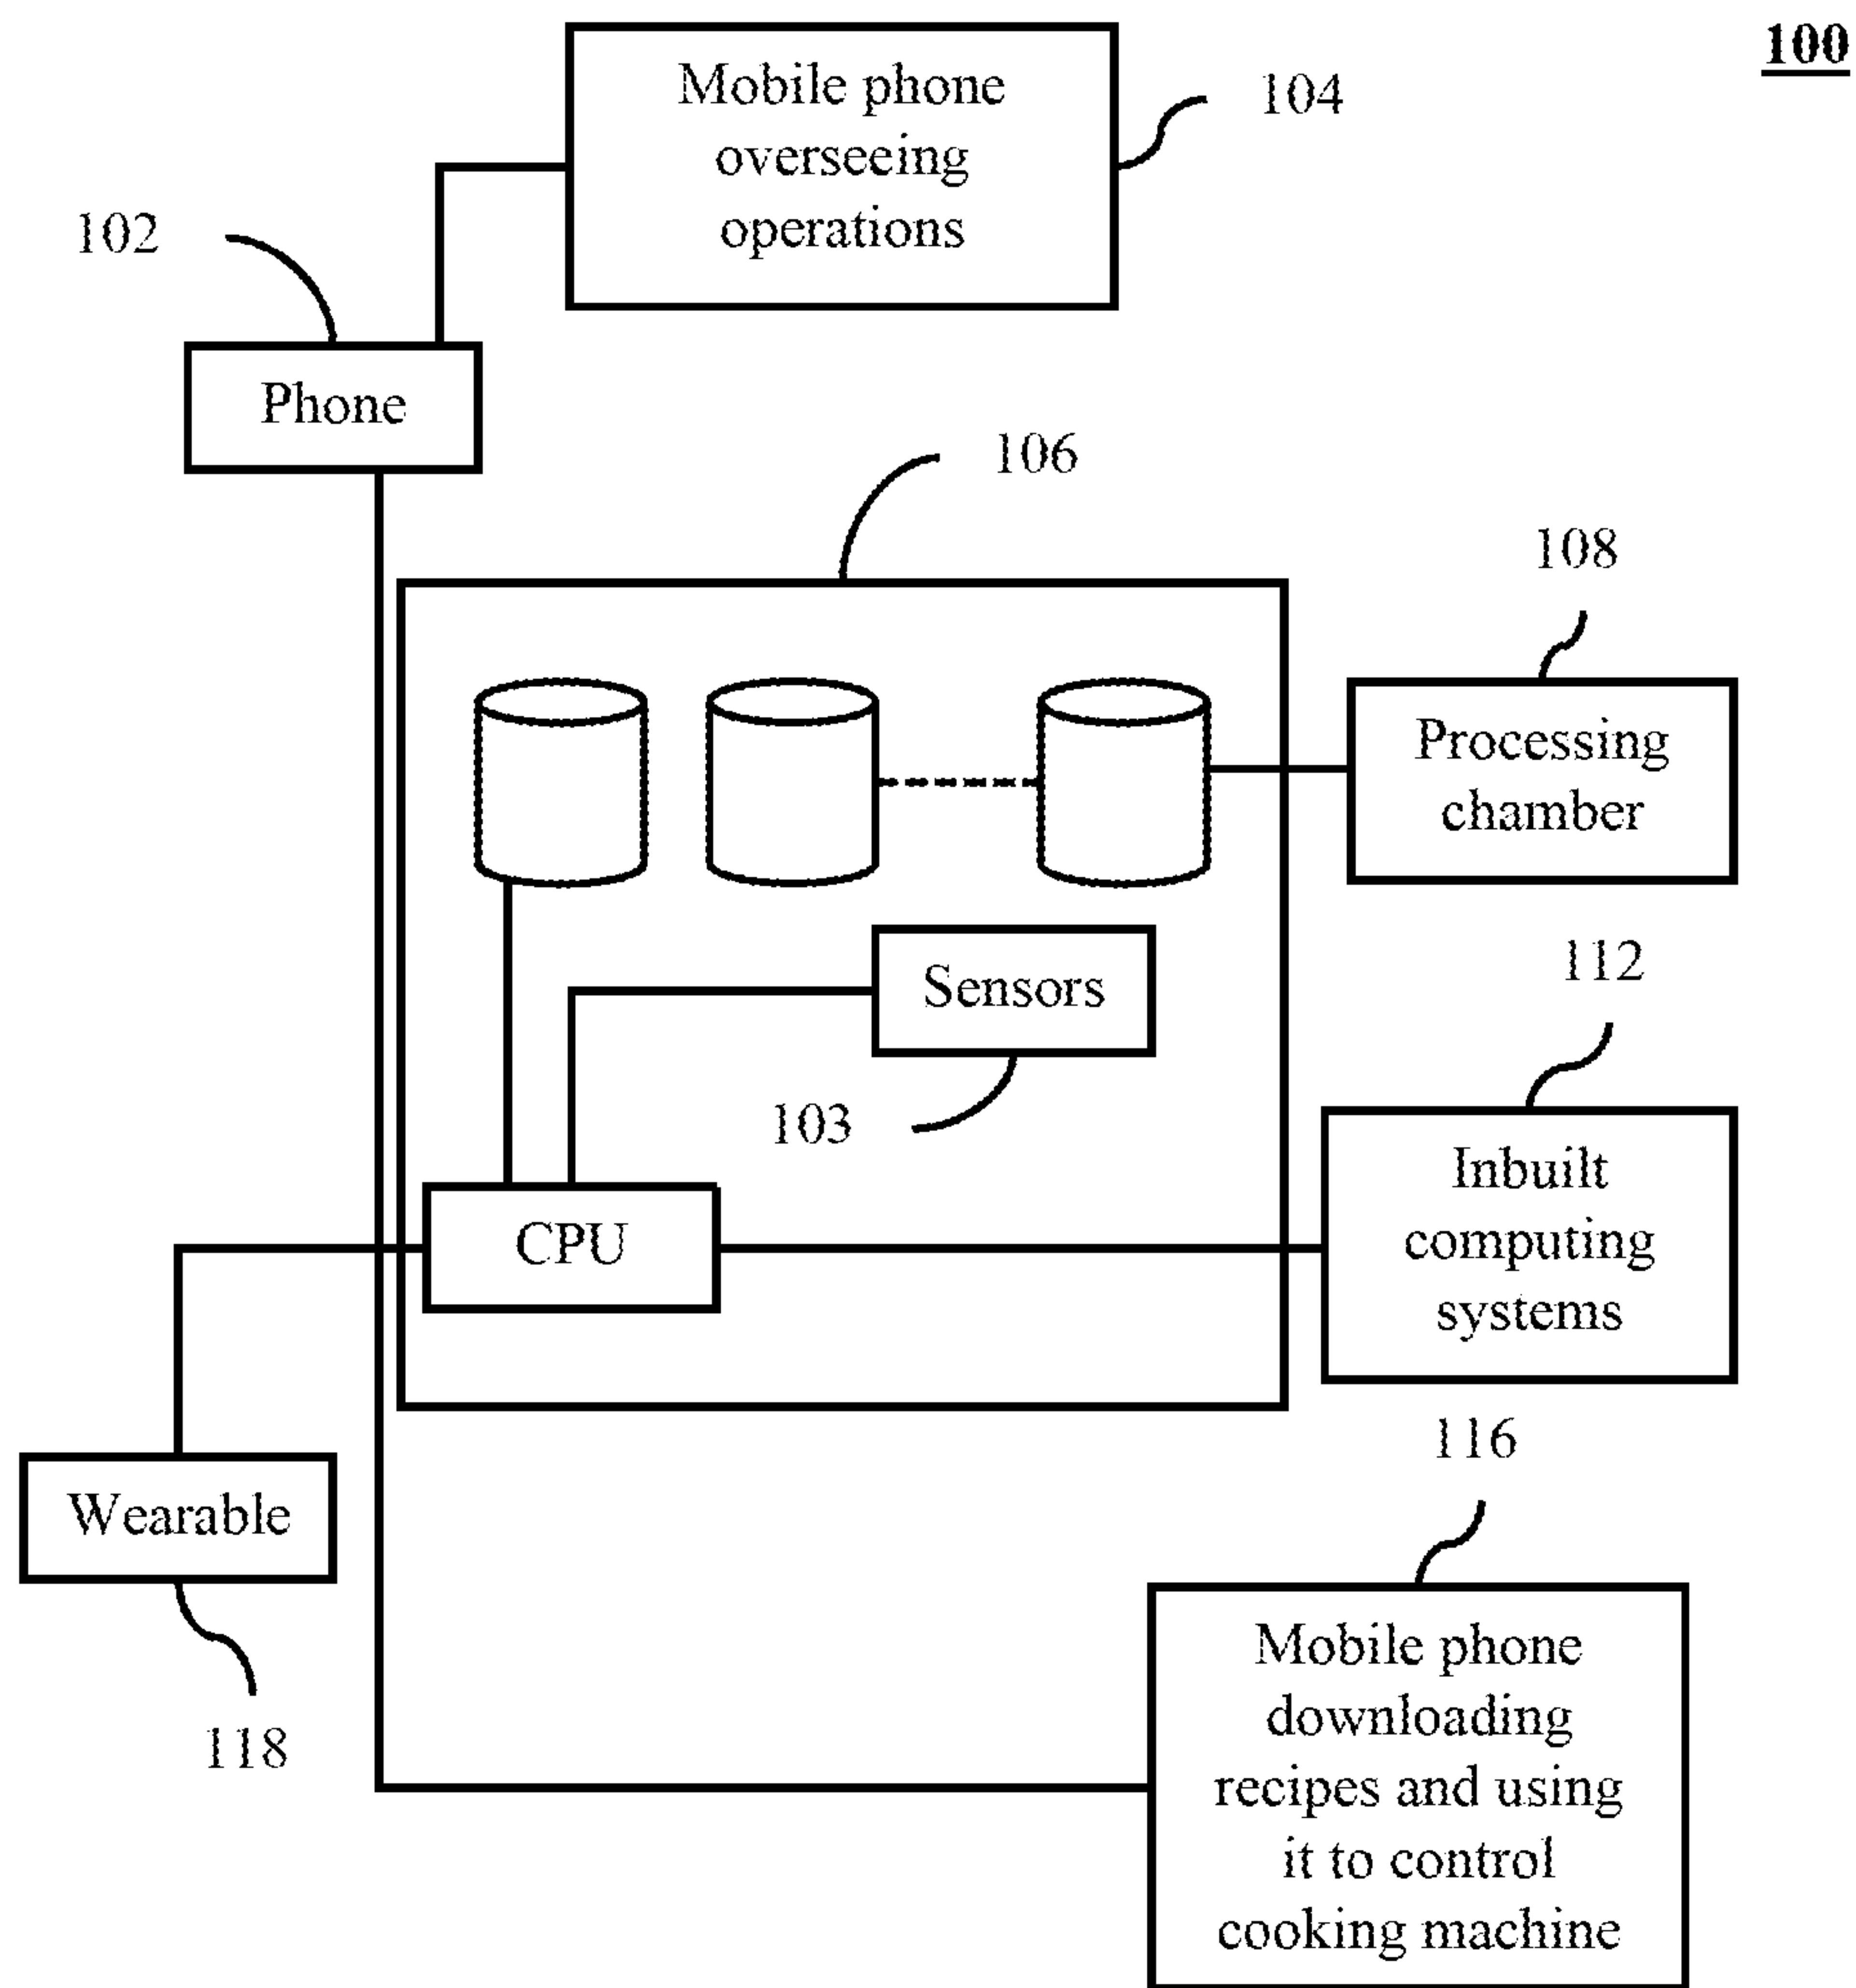 100
Mobile phone
overseeing
operations
104
102
Phone
106
108
Processing
chamber
Sensors
103
112
Inbuilt
computing
systems
CPU
116
Wearable
118
Mobile phone
downloading
recipes and using
it to control
cooking machine